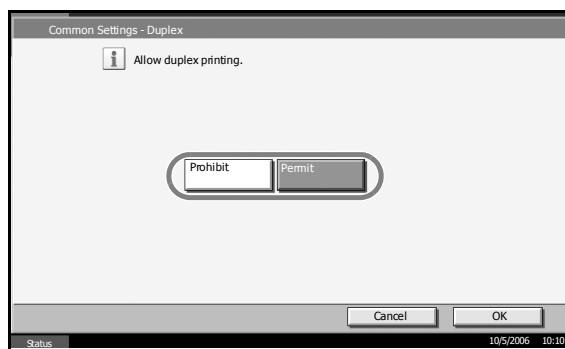 Common Settings - Duplex
i Allow duplex printing.
Prohibit Permit
Cancel OK
Status 10/5/2006 10:10